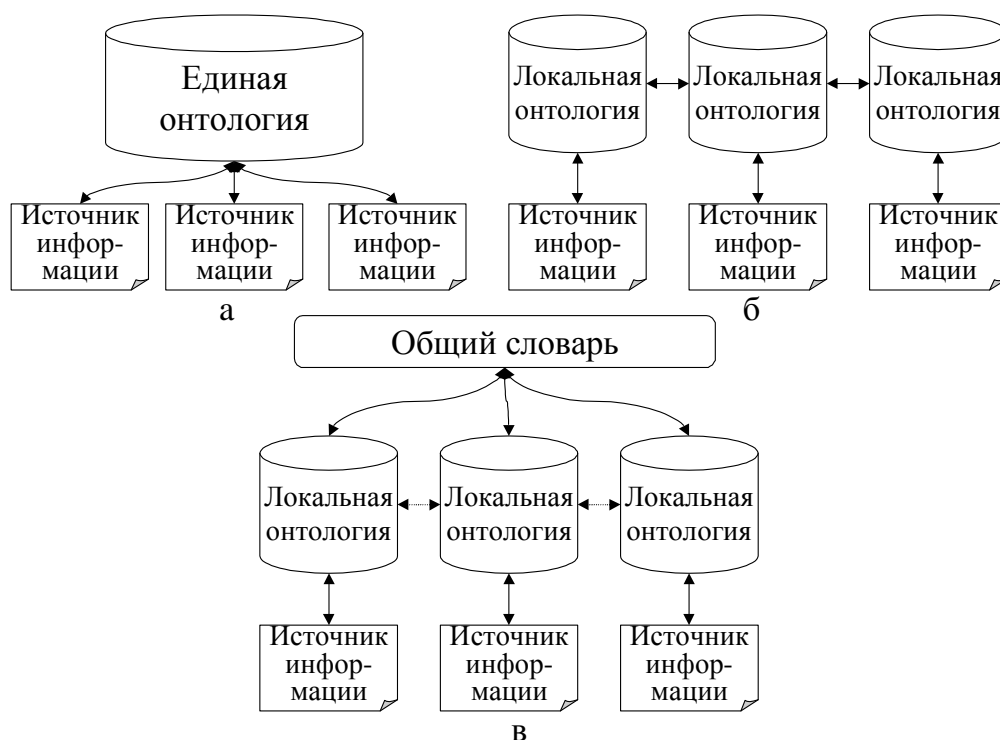 Единая
онтология
Источник
инфор-
мации
Источник
инфор-
мации
Источник
инфор-
мации
а
Локальная
онтология
Локальная
онтология
Локальная
онтология
Источник
инфор-
мации
Источник
инфор-
мации
Источник
инфор-
мации
б
Общий словарь
Локальная
онтология
Локальная
онтология
Локальная
онтология
Источник
инфор-
мации
Источник
инфор-
мации
Источник
инфор-
мации
в